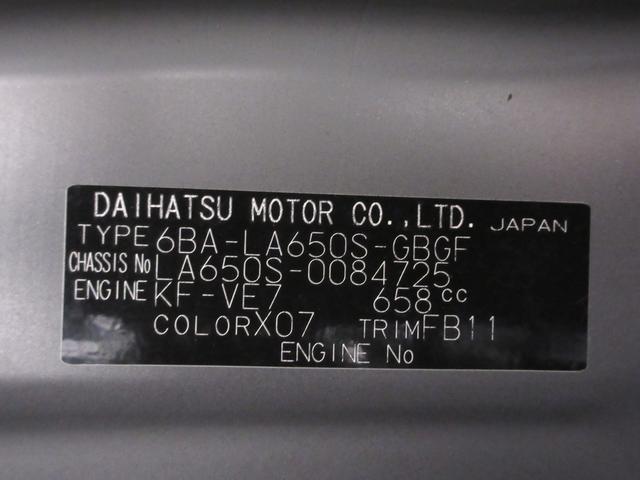 DAIHATSU MOTOR CO.,LTD. JAPAN
TYPE 6BA-LA650S-GBGF
CHASSIS No LA650S-0084725
ENGINE KF-VE7 658cc
COLOR X07 TRIM FB11
ENGINE No